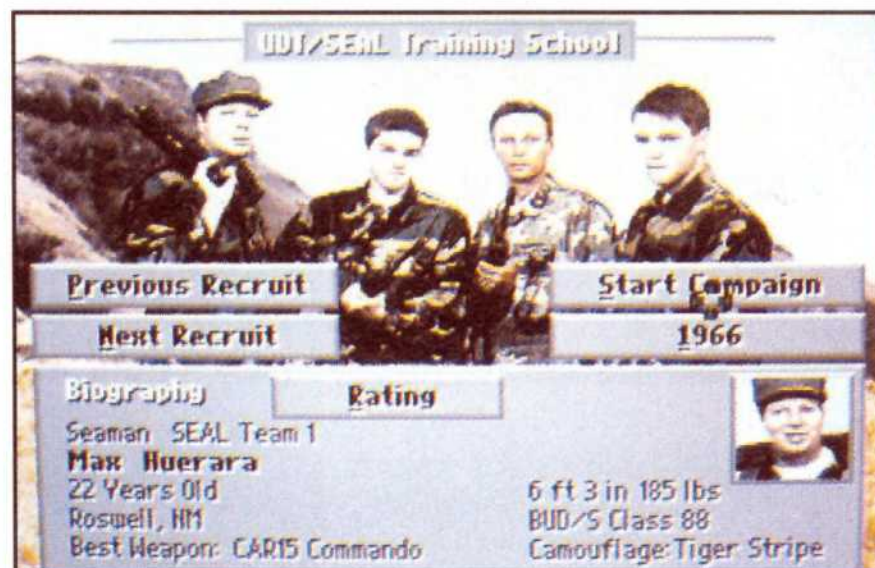 UDT/SEAL Training School
Previous Recruit
Start Campaign
Next Recruit
1966
Biography
Rating
Seaman SEAL Team 1
Max Huerara
22 Years Old
6 ft 3 in 185 lbs
Roswell, NM
BUD/S Class 88
Best Weapon: CAR15 Commando
Camouflage: Tiger Stripe